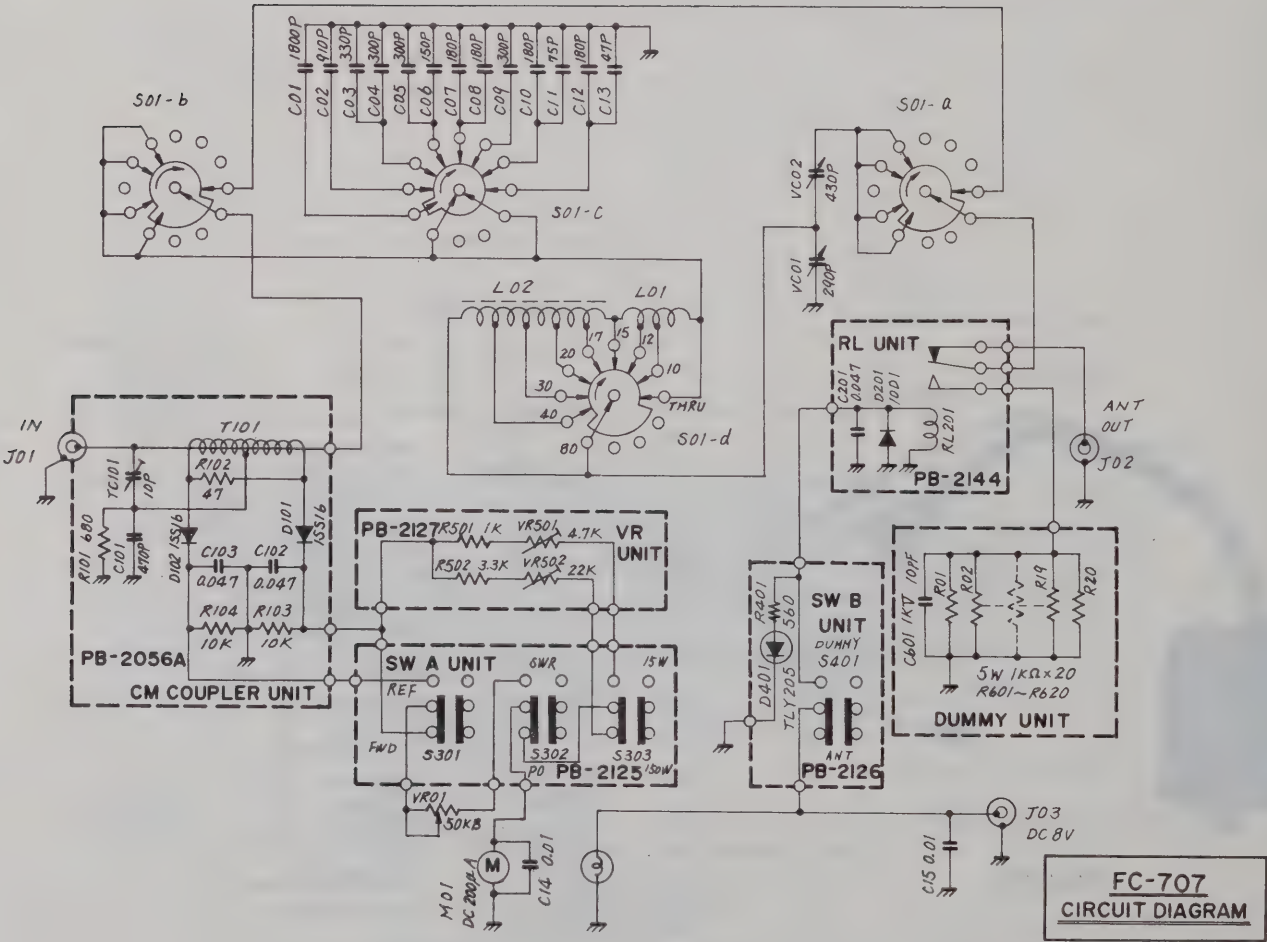 1800P
910P
330P
300P
300P
150P
180P
180P
300P
180P
75P
180P
47P
C01
C02
C03
C04
C05
C06
C07
C08
C09
C10
C11
C12
C13
S01-b
S01-C
S01-a
VC02
430P
VC01
290P
L02
L01
17
15
12
20
10
30
40
80
THRU
S01-d
RL UNIT
C201
0.047
D201
10D1
RL201
PB-2144
ANT
OUT
J02
IN
J01
T101
R102
47
TC101
10P
R101 680
C101
470P
D102 1SS16
D101
1SS16
C103
0.047
C102
0.047
R104
10K
R103
10K
PB-2056A
CM COUPLER UNIT
PB-2127
R501 1K
VR501
4.7K
VR
UNIT
R502 3.3K
VR502
22K
SW A UNIT
REF
SWR
15W
FWD
S301
S302
S303
PO
PB-2125
150W
VR01
50KB
M
M01
DC 200μA
C14 0.01
R401
560
SW B
UNIT
DUMMY
S401
D401
TLY205
ANT
PB-2126
C601 1KV 10PF
R01
R02
R19
R20
5W 1KΩ×20
R601~R620
DUMMY UNIT
J03
DC 8V
C15 0.01
FC-707
CIRCUIT DIAGRAM